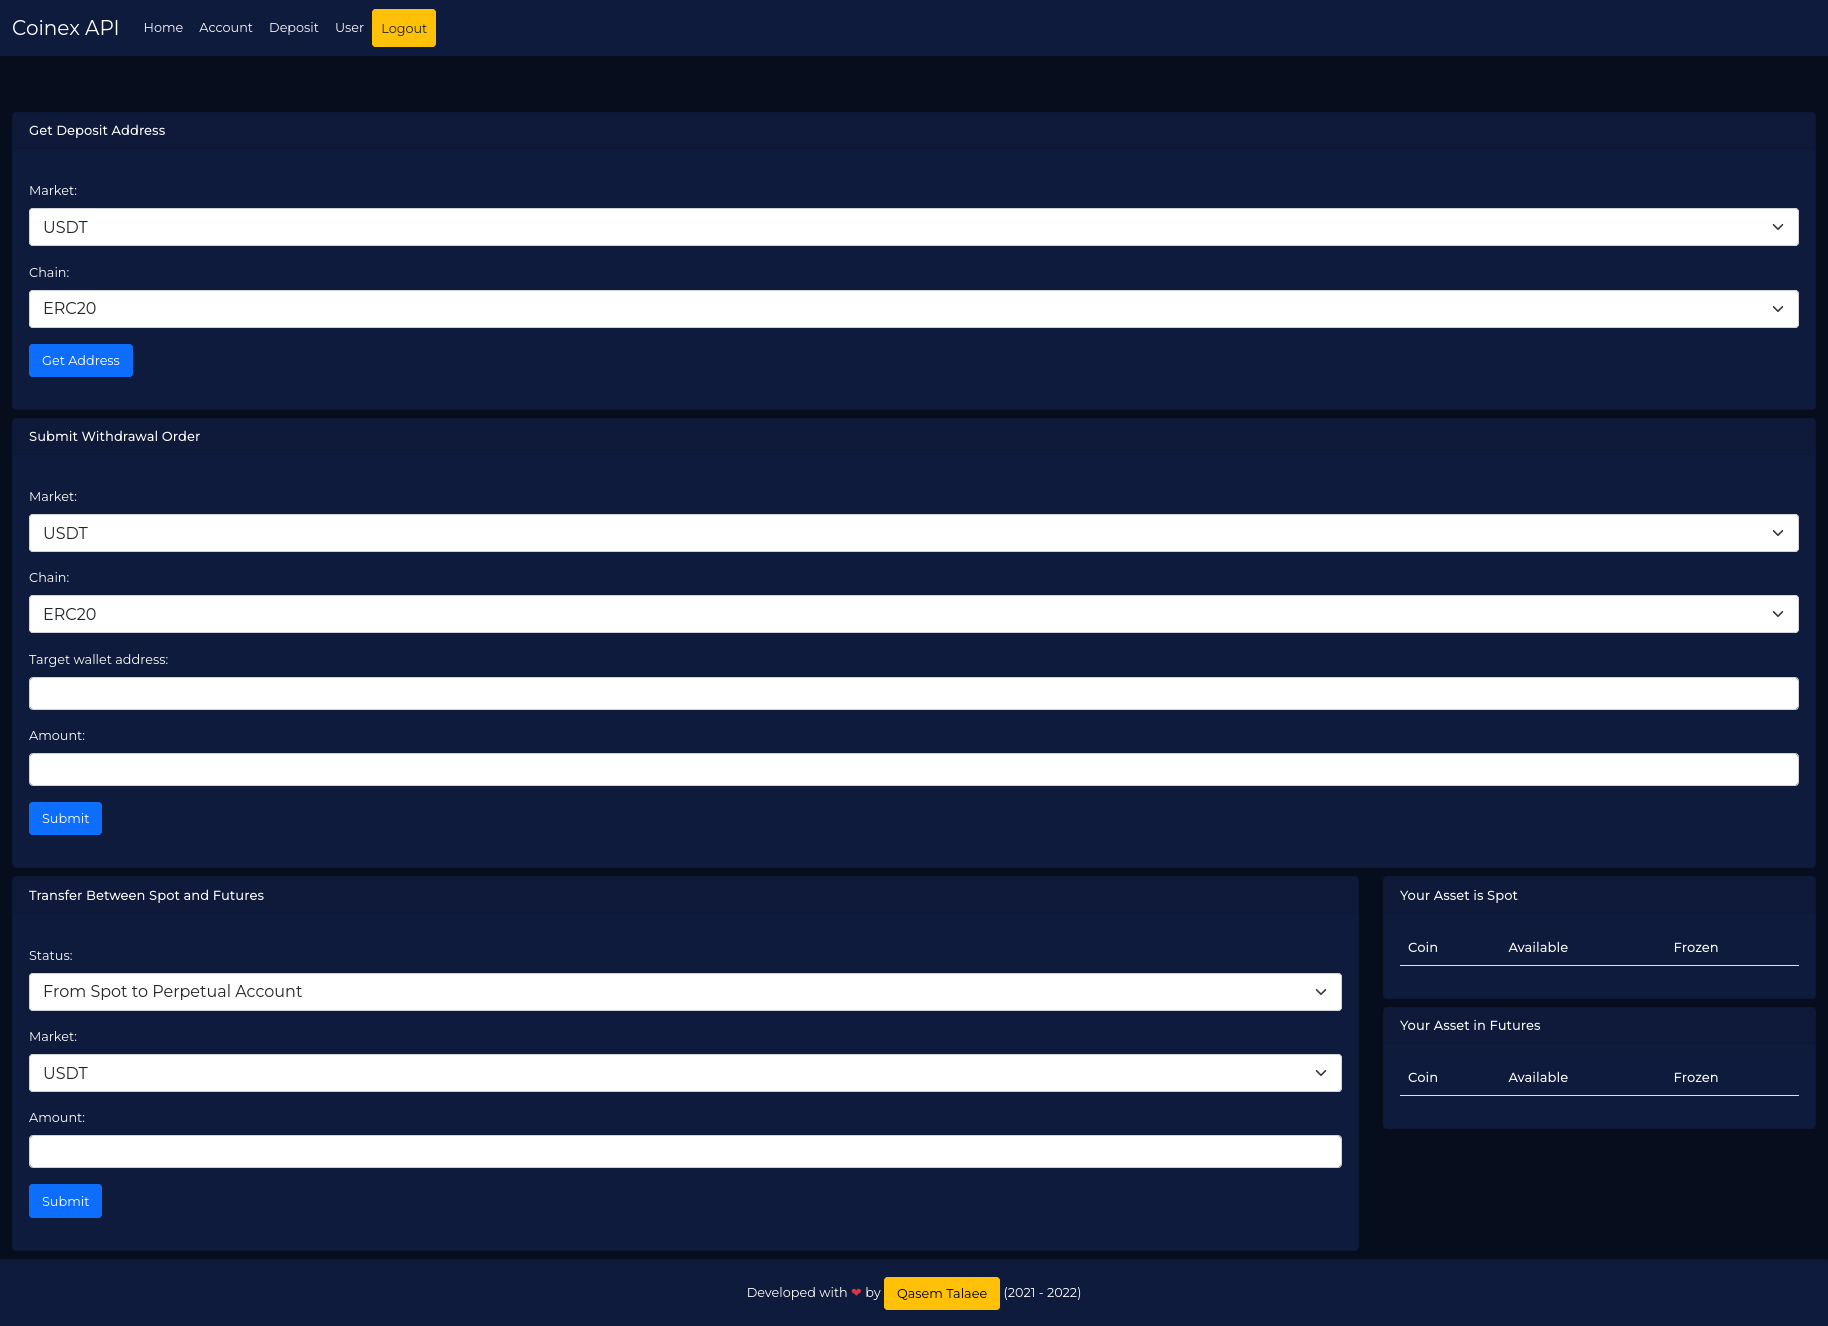 Coinex API Home Account Deposit User Logout
Get Deposit Address
Market:
USDT
Chain:
ERC20
Get Address
Submit Withdrawal Order
Market:
USDT
Chain:
ERC20
Target wallet address:
Amount:
Submit
Transfer Between Spot and Futures
Status:
From Spot to Perpetual Account
Market:
USDT
Amount:
Submit
Your Asset is Spot
Coin Available Frozen
Your Asset in Futures
Coin Available Frozen
Developed with ❤ by Qasem Talaee (2021 - 2022)